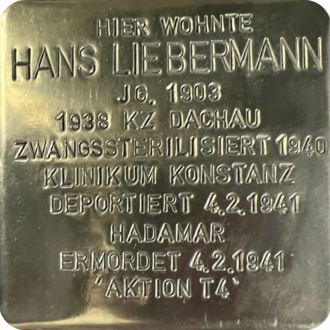 HIER WOHNTE
HANS LIEBERMANN
JG. 1903
1938 KZ DACHAU
ZWANGSSTERILISIERT 1940
KLINIKUM KONSTANZ
DEPORTIERT 4.2.1941
HADAMAR
ERMORDET 4.2.1941
"AKTION T4"